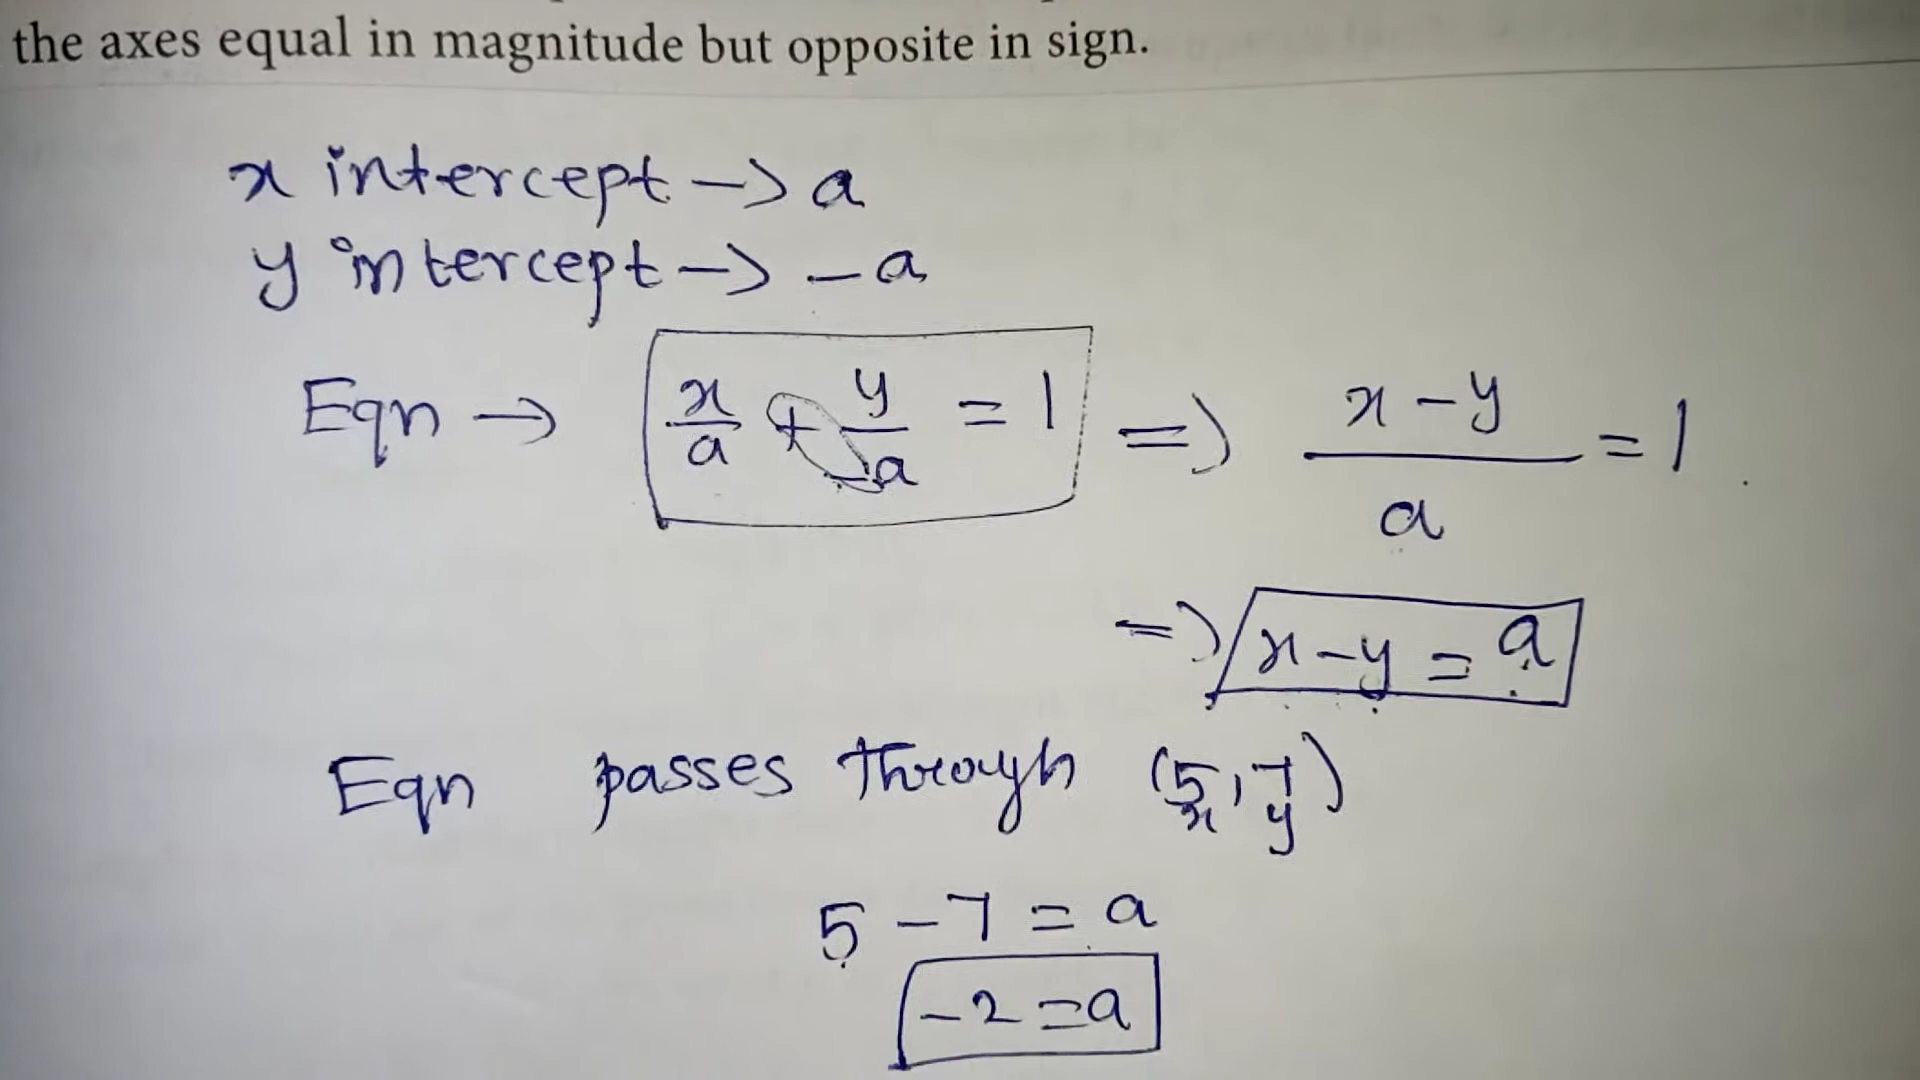 the axes equal in magnitude but opposite in sign.
x intercept → a
y intercept → -a
Eqn → x/a + y/-a = 1 ⇒ x-y/a = 1
⇒ x-y = a
Eqn passes through (5, 7)
x y
5 - 7 = a
-2 = a